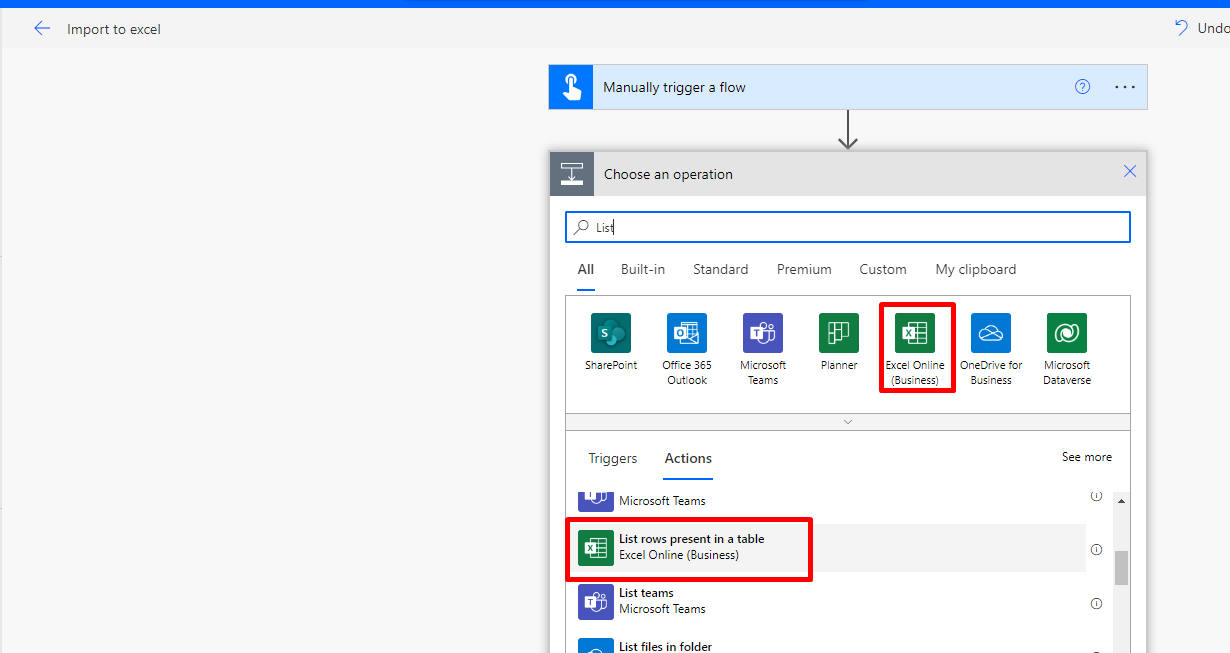 Import to excel
Undo
Manually trigger a flow
Choose an operation
List
All Built-in Standard Premium Custom My clipboard
SharePoint
Office 365
Outlook
Microsoft
Teams
Planner
Excel Online
(Business)
OneDrive for
Business
Microsoft
Dataverse
Triggers Actions See more
Microsoft Teams
List rows present in a table
Excel Online (Business)
List teams
Microsoft Teams
List files in folder